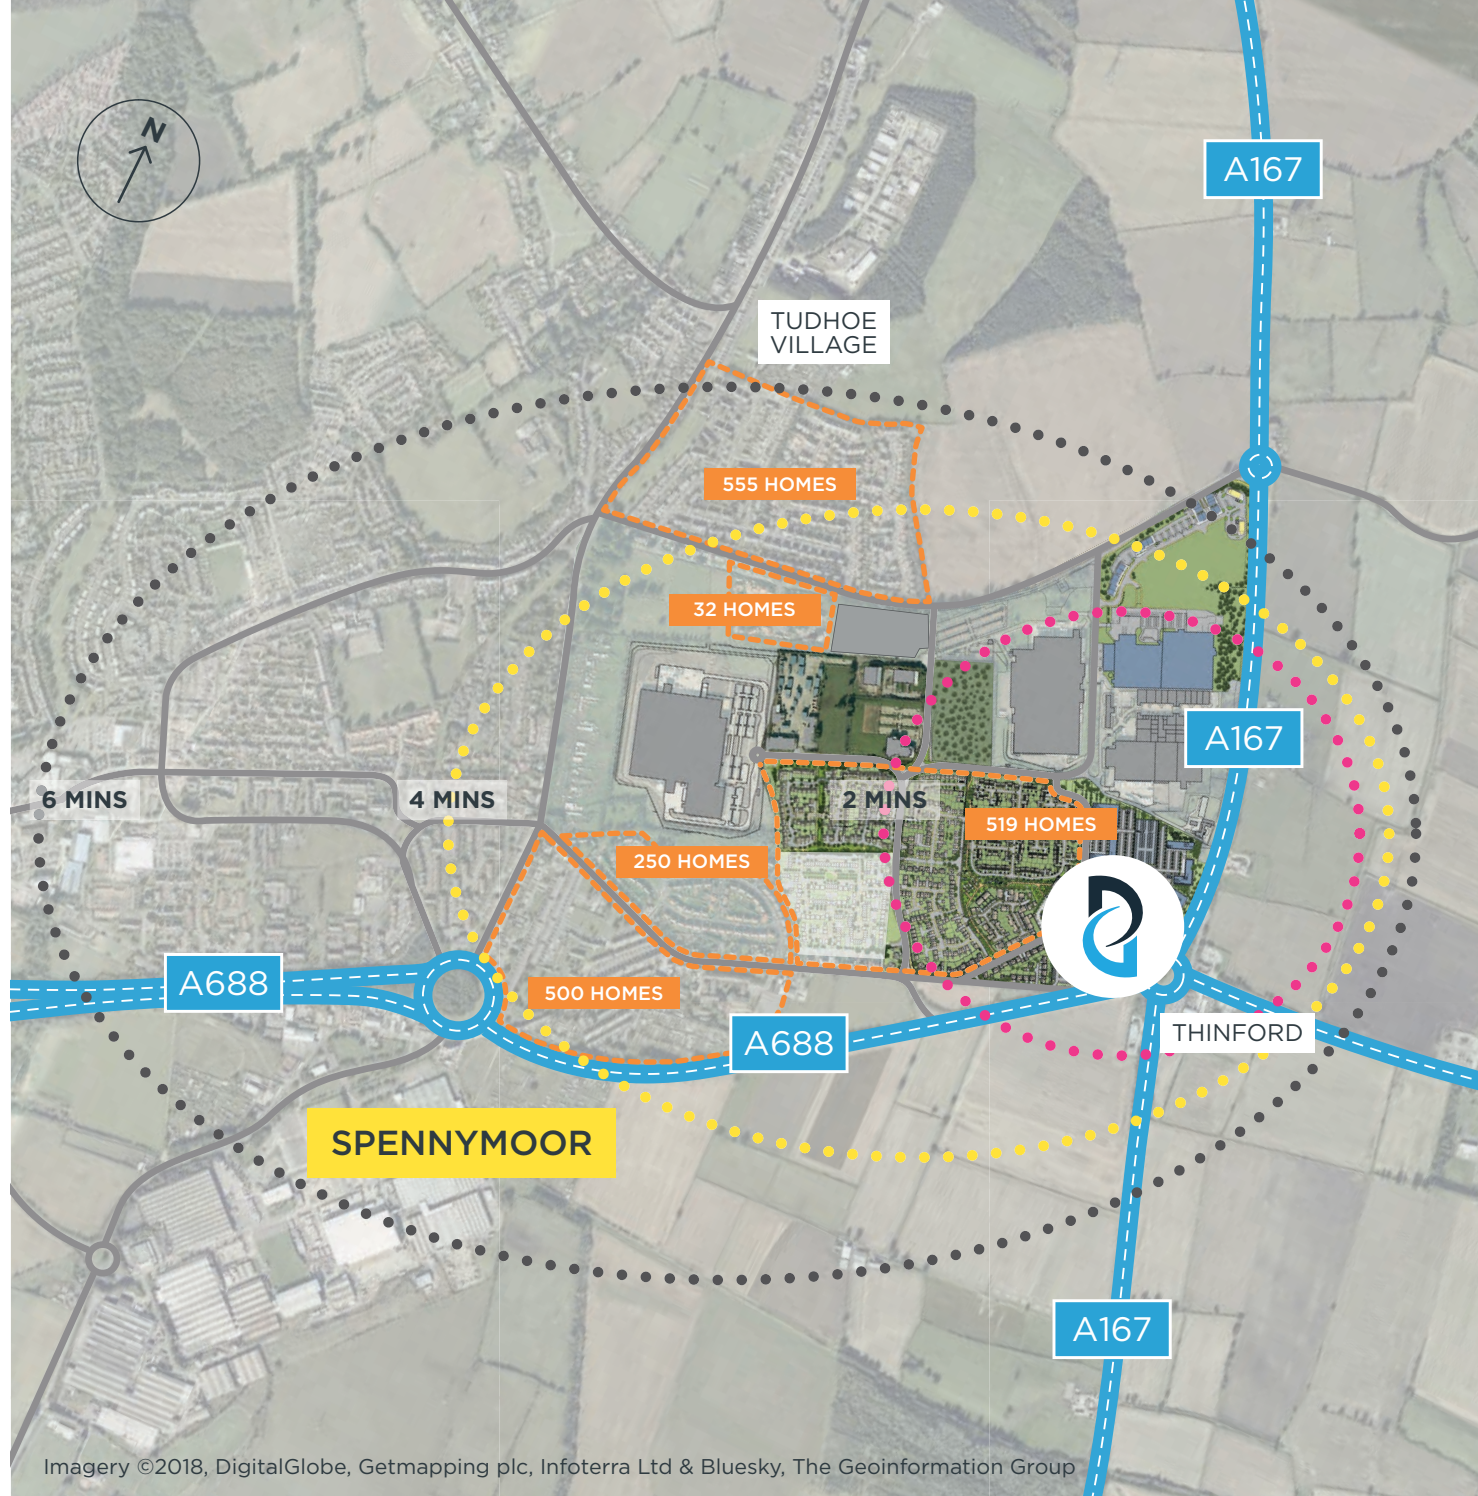 N
A167
TUDHOE
VILLAGE
555 HOMES
32 HOMES
A167
6 MINS
4 MINS
2 MINS
519 HOMES
250 HOMES
A688
500 HOMES
A688
THINFORD
SPENNYMOOR
A167
Imagery ©2018, DigitalGlobe, Getmapping plc, Infoterra Ltd & Bluesky, The Geoinformation Group